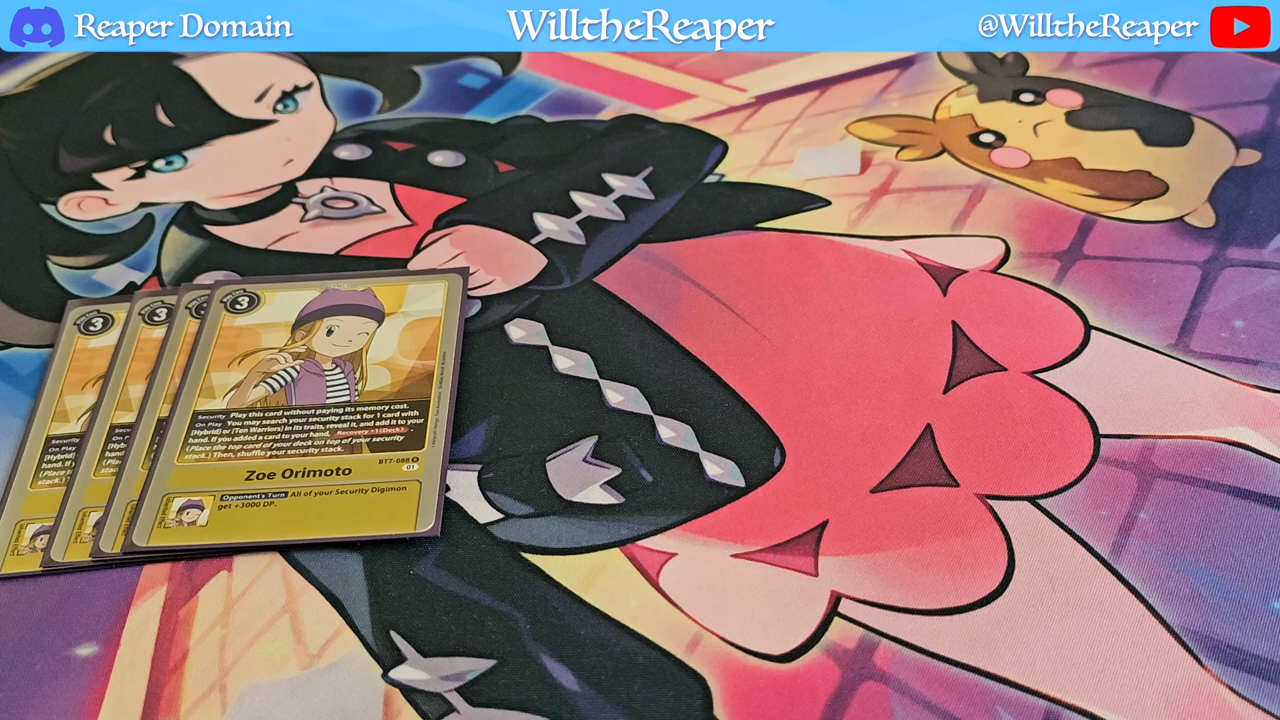 Reaper Domain
WilltheReaper
@WilltheReaper
3
3
3
Security Play this card without paying its memory cost.
On Play You may search your security stack for 1 card with
[Hybrid] or [Ten Warriors] in its traits, reveal it, and add it to your
hand. If you added a card to your hand, Recovery +1 (Deck).
(Place the top card of your deck on top of your security
stack.) Then, shuffle your security stack.
BT7-088 R
01
Zoe Orimoto
Opponent's Turn All of your Security Digimon
get +3000 DP.
Security
On Play
[Hybrid]
hand. If